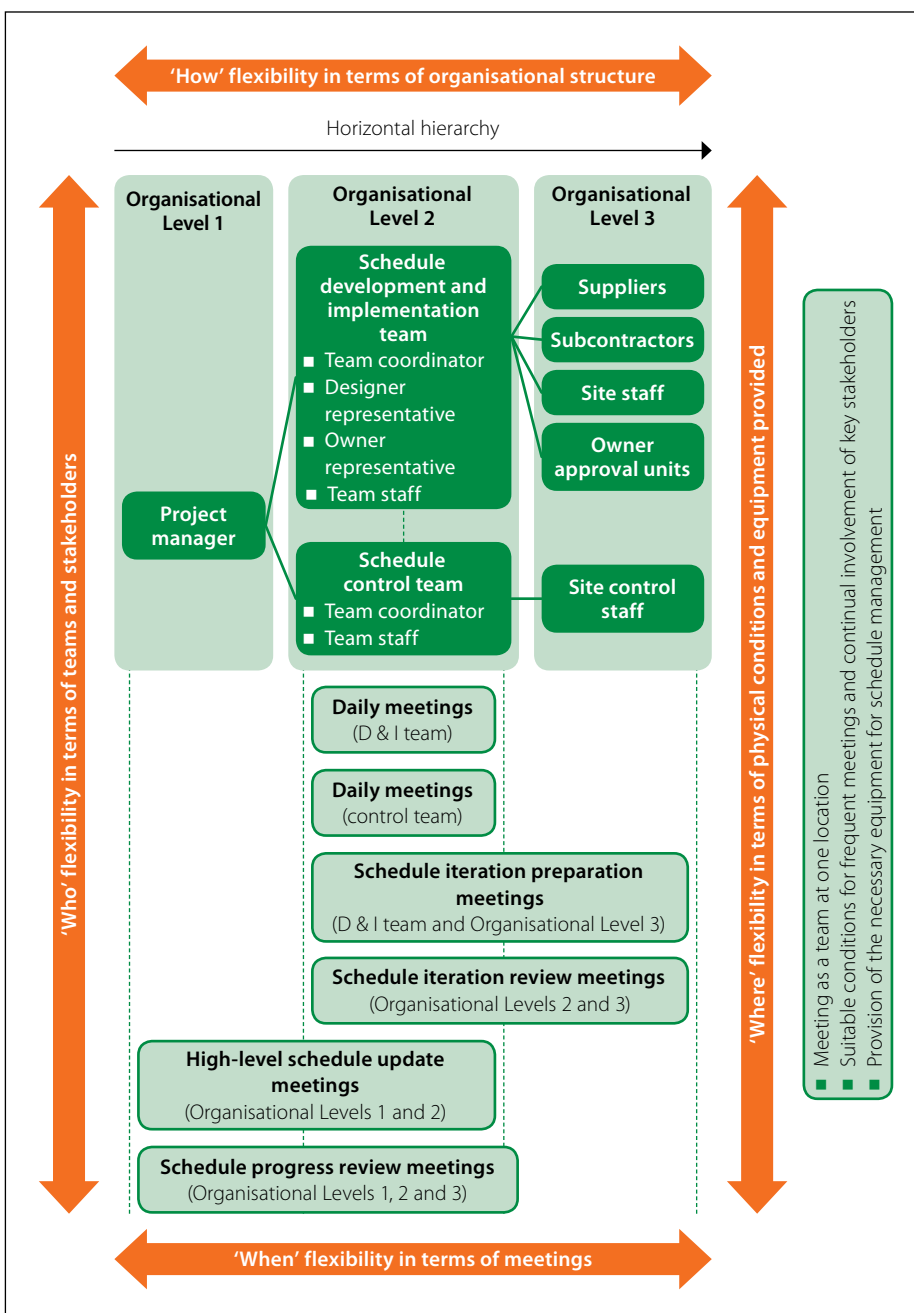 'How' flexibility in terms of organisational structure
Horizontal hierarchy
Organisational
Level 1
Organisational
Level 2
Organisational
Level 3
Schedule
development and
implementation
team
■ Team coordinator
■ Designer
representative
■ Owner
representative
■ Team staff
Suppliers
Subcontractors
Site staff
Owner
approval units
Project
manager
Schedule
control team
■ Team coordinator
■ Team staff
Site control
staff
Daily meetings
(D & I team)
Daily meetings
(control team)
Schedule iteration preparation
meetings
(D & I team and Organisational Level 3)
Schedule iteration review meetings
(Organisational Levels 2 and 3)
High-level schedule update
meetings
(Organisational Levels 1 and 2)
Schedule progress review meetings
(Organisational Levels 1, 2 and 3)
'When' flexibility in terms of meetings
'Who' flexibility in terms of teams and stakeholders
'Where' flexibility in terms of physical conditions and equipment provided
■ Meeting as a team at one location
■ Suitable conditions for frequent meetings and continual involvement of key stakeholders
■ Provision of the necessary equipment for schedule management